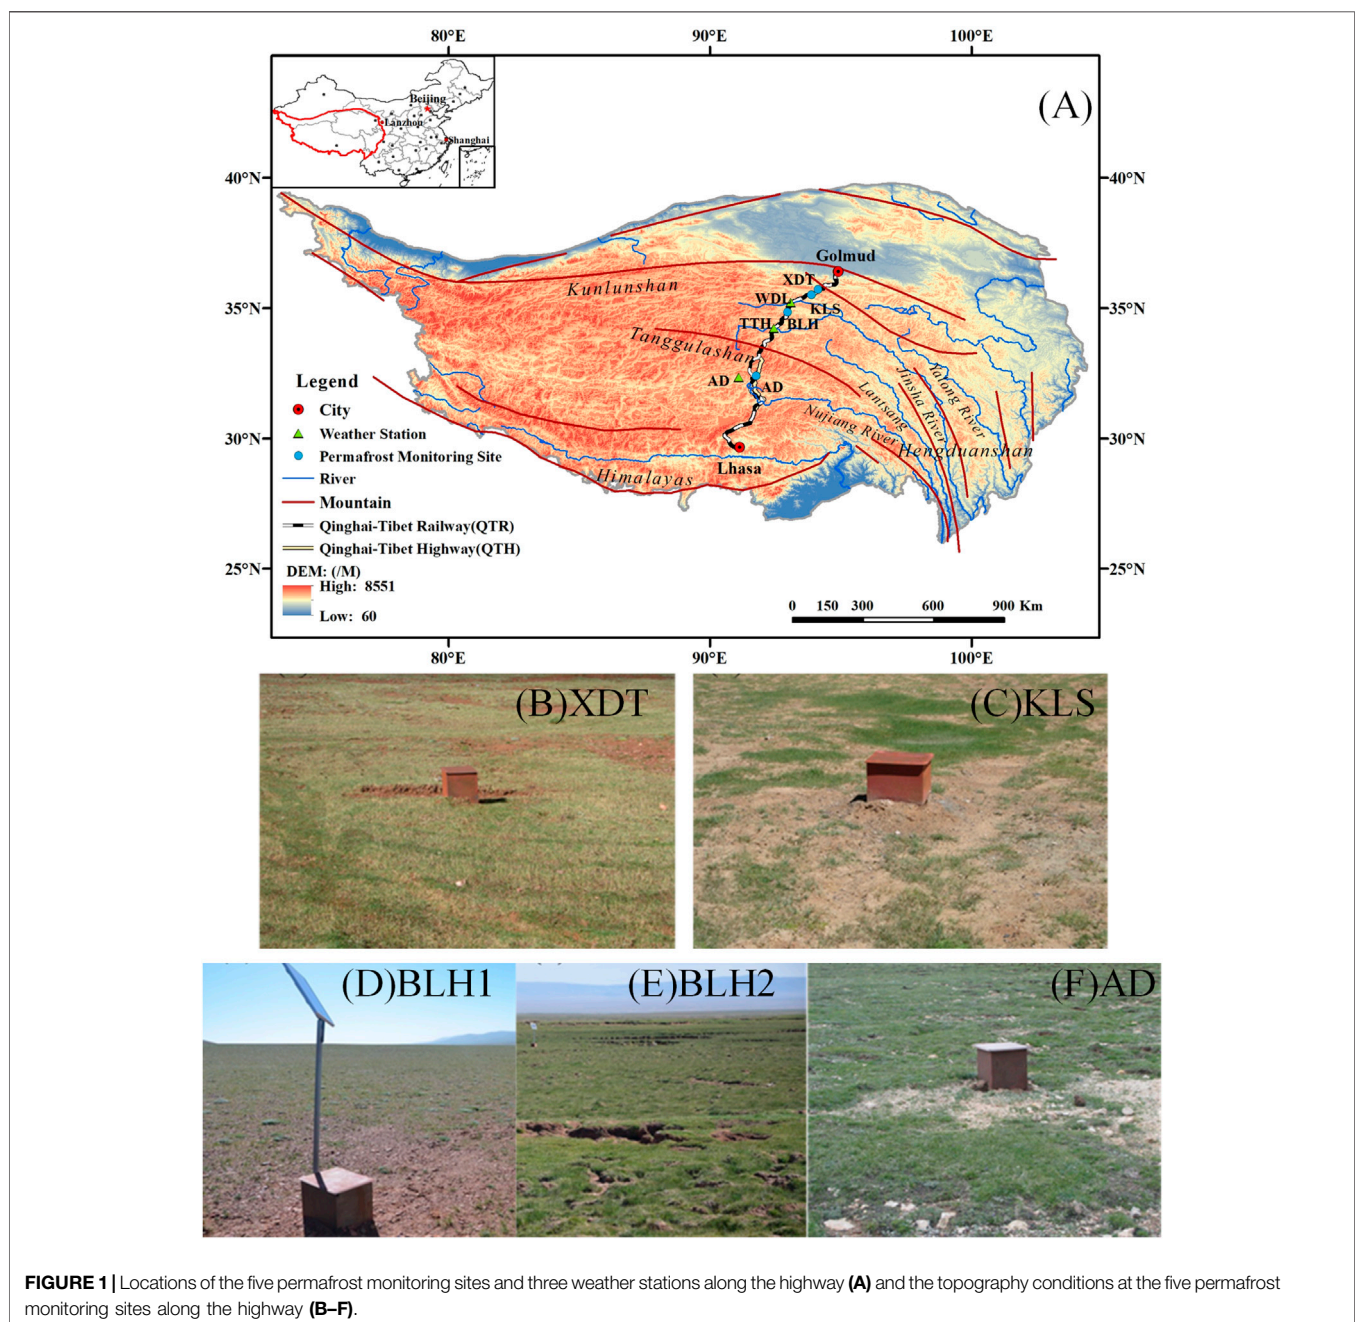 80°E 90°E 100°E
(A)
Beijing
Lanzhou
Shanghai
40°N 40°N
Golmud
XDT
Kunlunshan
WDL
35°N KLS 35°N
TTH BLH
Tanggulashan
Yalong River
Jinsha River
AD AD
Lantsang
Nujiang River
Hengduanshan
Legend
City
Weather Station
30°N 30°N
Permafrost Monitoring Site
Lhasa
River
Himalayas
Mountain
Qinghai-Tibet Railway(QTR)
Qinghai-Tibet Highway(QTH)
25°N 25°N
DEM: (/M)
High: 8551
Low: 60
0 150 300 600 900 Km
80°E 90°E 100°E
(B)XDT
(C)KLS
(D)BLH1
(E)BLH2
(F)AD
FIGURE 1 | Locations of the five permafrost monitoring sites and three weather stations along the highway (A) and the topography conditions at the five permafrost
monitoring sites along the highway (B–F).